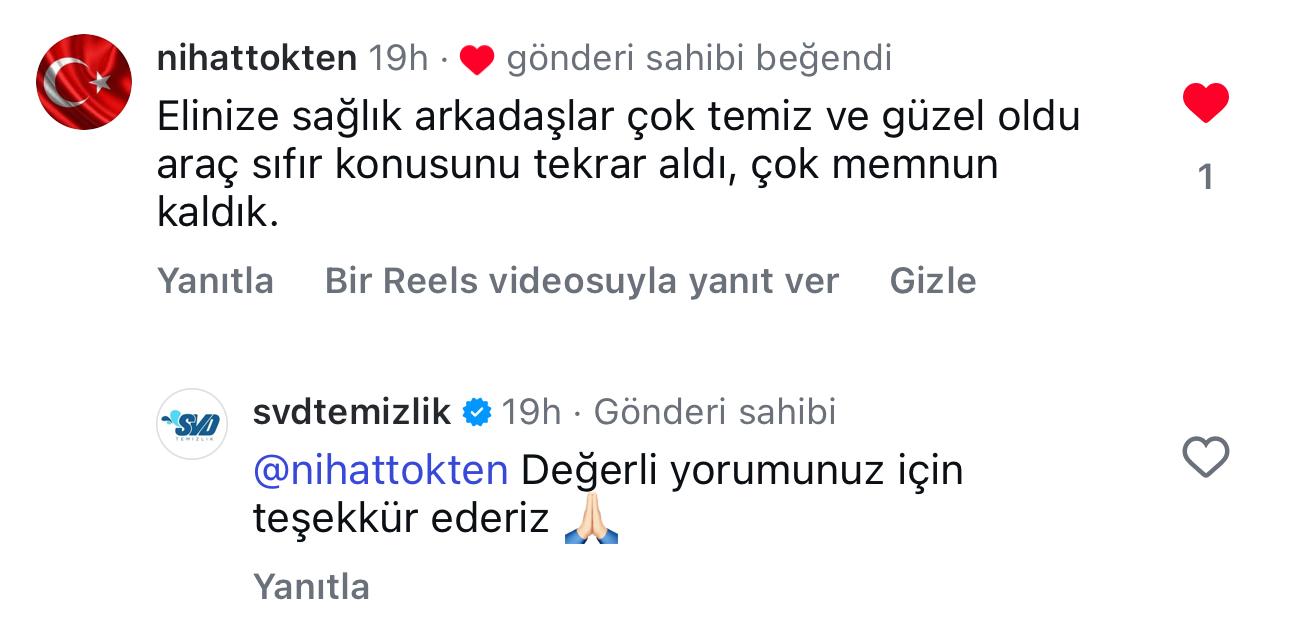 nihattokten 19h · ❤️ gönderi sahibi beğendi
Elinize sağlık arkadaşlar çok temiz ve güzel oldu
araç sıfır konusunu tekrar aldı, çok memnun
kaldık.
1
Yanıtla Bir Reels videosuyla yanıt ver Gizle
SVD
TEMIZLIK
svdtemizlik 19h · Gönderi sahibi
@nihattokten Değerli yorumunuz için
teşekkür ederiz 🙏🏻
Yanıtla